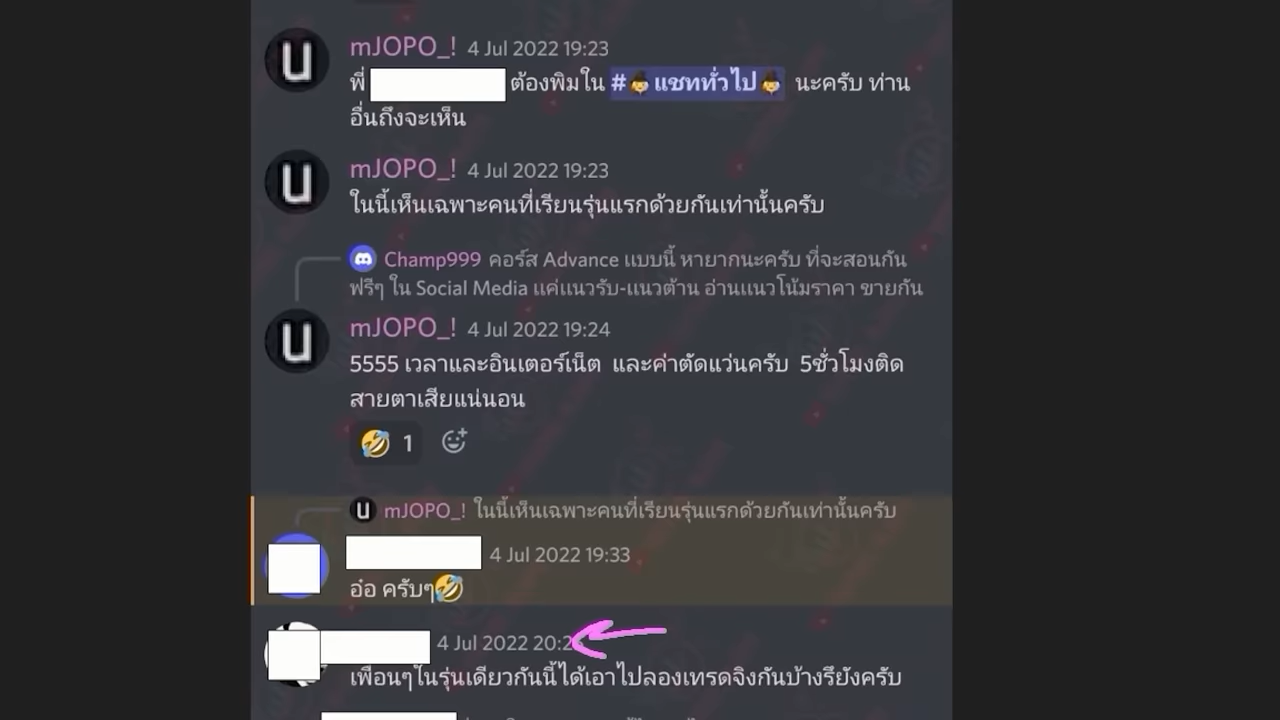 mJOPO_! 4 Jul 2022 19:23
พี่ ต้องพิมใน #แชททั่วไป นะครับ ท่าน
อื่นถึงจะเห็น
mJOPO_! 4 Jul 2022 19:23
ในนี้เห็นเฉพาะคนที่เรียนรุ่นแรกด้วยกันเท่านั้นครับ
Champ999 คอร์ส Advance แบบนี้ หายากนะครับ ที่จะสอนกัน
ฟรีๆ ใน Social Media แค่แนวรับ-แนวต้าน อ่านแนวโน้มราคา ขายกัน
mJOPO_! 4 Jul 2022 19:24
5555 เวลาและอินเตอร์เน็ต และค่าตัดแว่นครับ 5ชั่วโมงติด
สายตาเสียแน่นอน
1
mJOPO_! ในนี้เห็นเฉพาะคนที่เรียนรุ่นแรกด้วยกันเท่านั้นครับ
4 Jul 2022 19:33
อ๋อ ครับๆ
4 Jul 2022
เพื่อนๆในรุ่นเดียวกันนี้ได้เอาไปลองเทรดจิงกันบ้างรึยังครับ